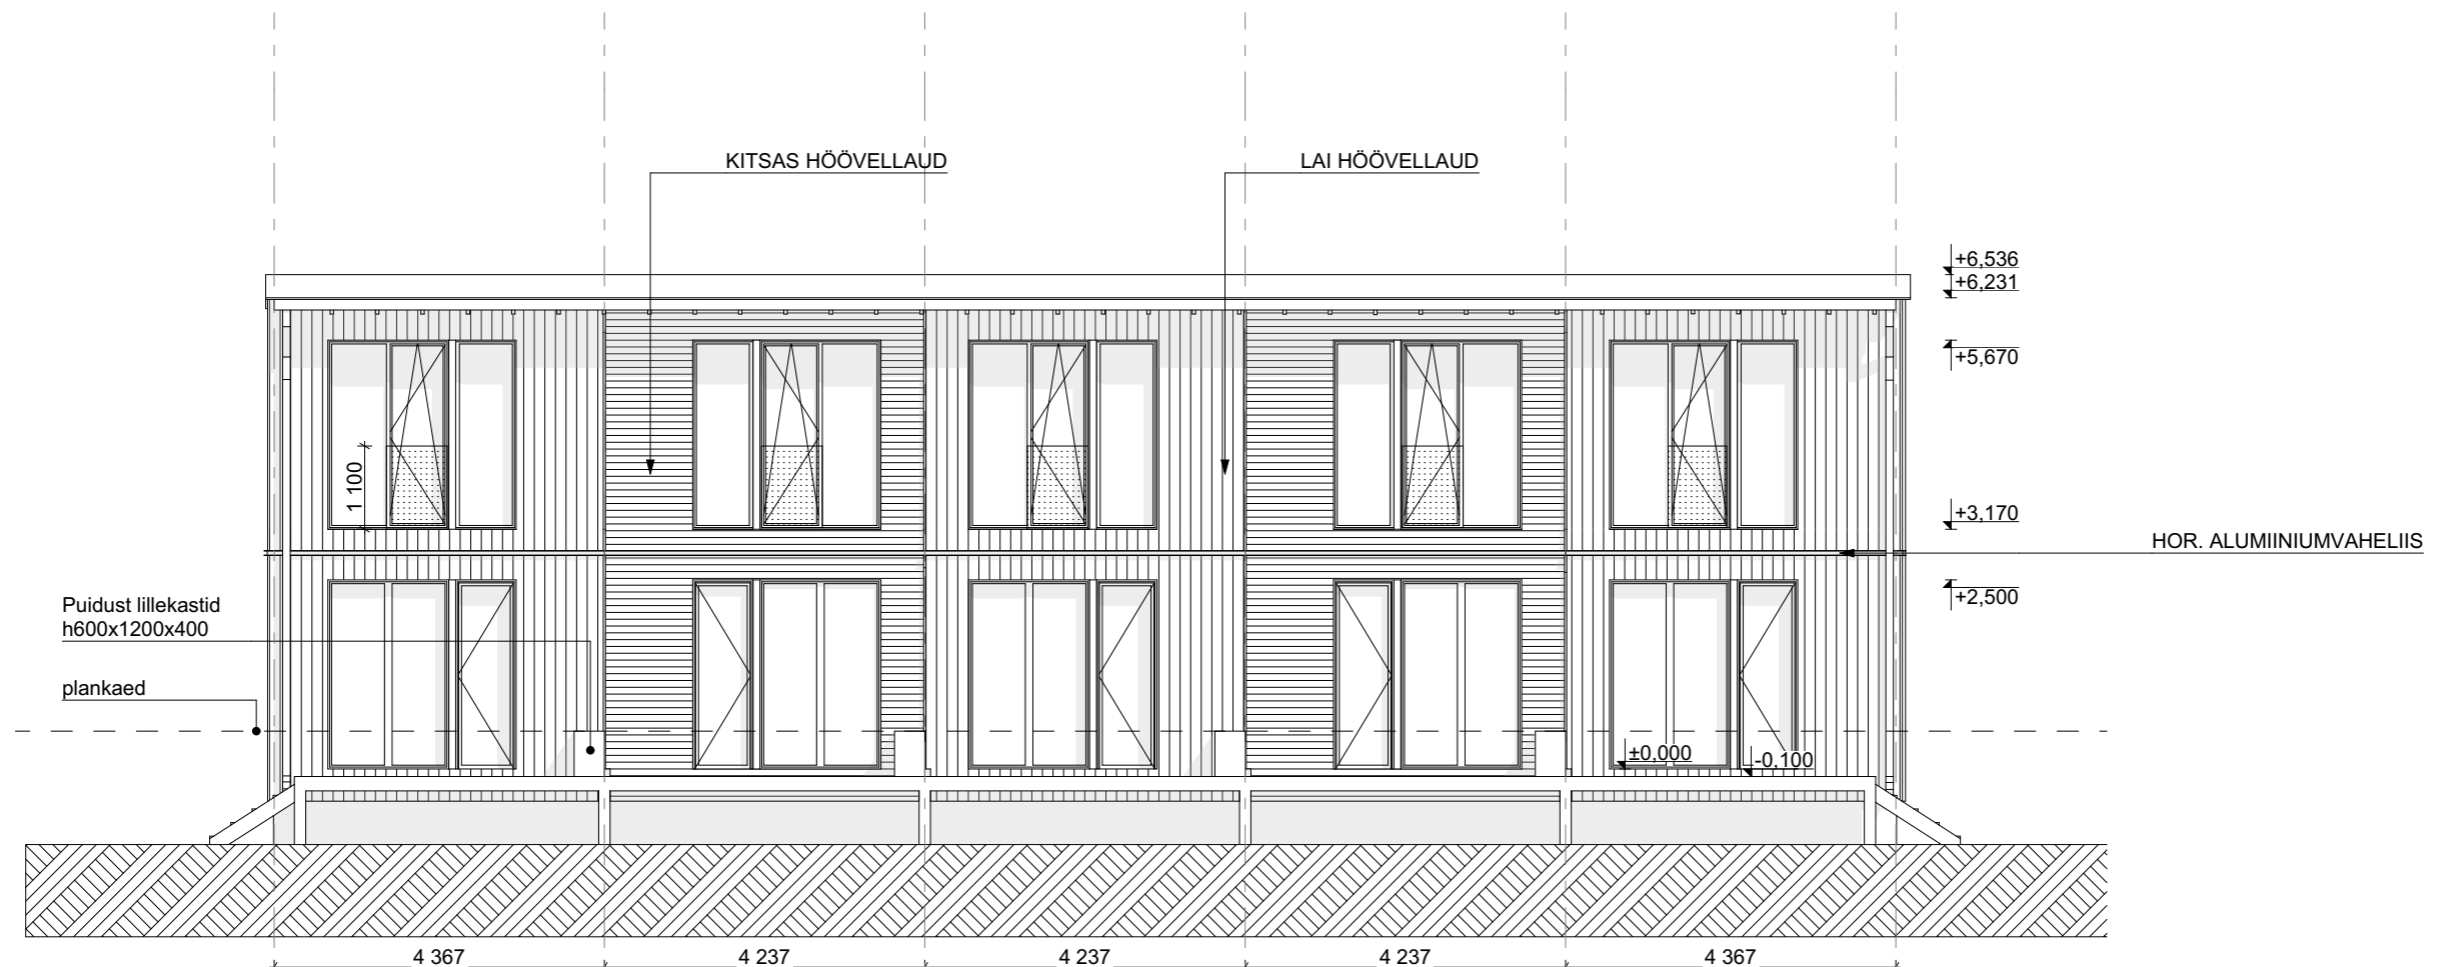 KITSAS HÖÖVELLAUD
LAI HÖÖVELLAUD
+6,536
+6,231
+5,670
1 100
+3,170
HOR. ALUMIINIUMVAHELIIS
+2,500
Puidust lillekastid
h600x1200x400
plankaed
±0,000
-0,100
4 367
4 237
4 237
4 237
4 367